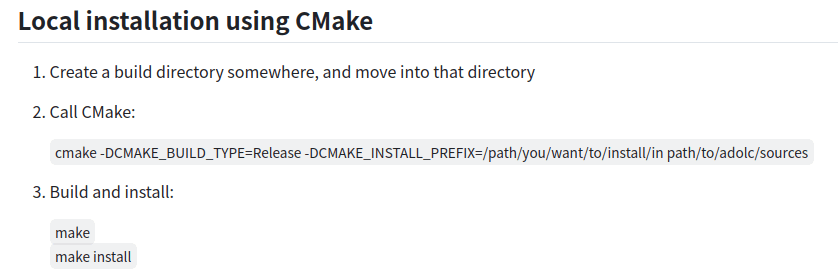 Local installation using CMake
1. Create a build directory somewhere, and move into that directory
2. Call CMake:
cmake -DCMAKE_BUILD_TYPE=Release -DCMAKE_INSTALL_PREFIX=/path/you/want/to/install/in path/to/adolc/sources
3. Build and install:
make
make install